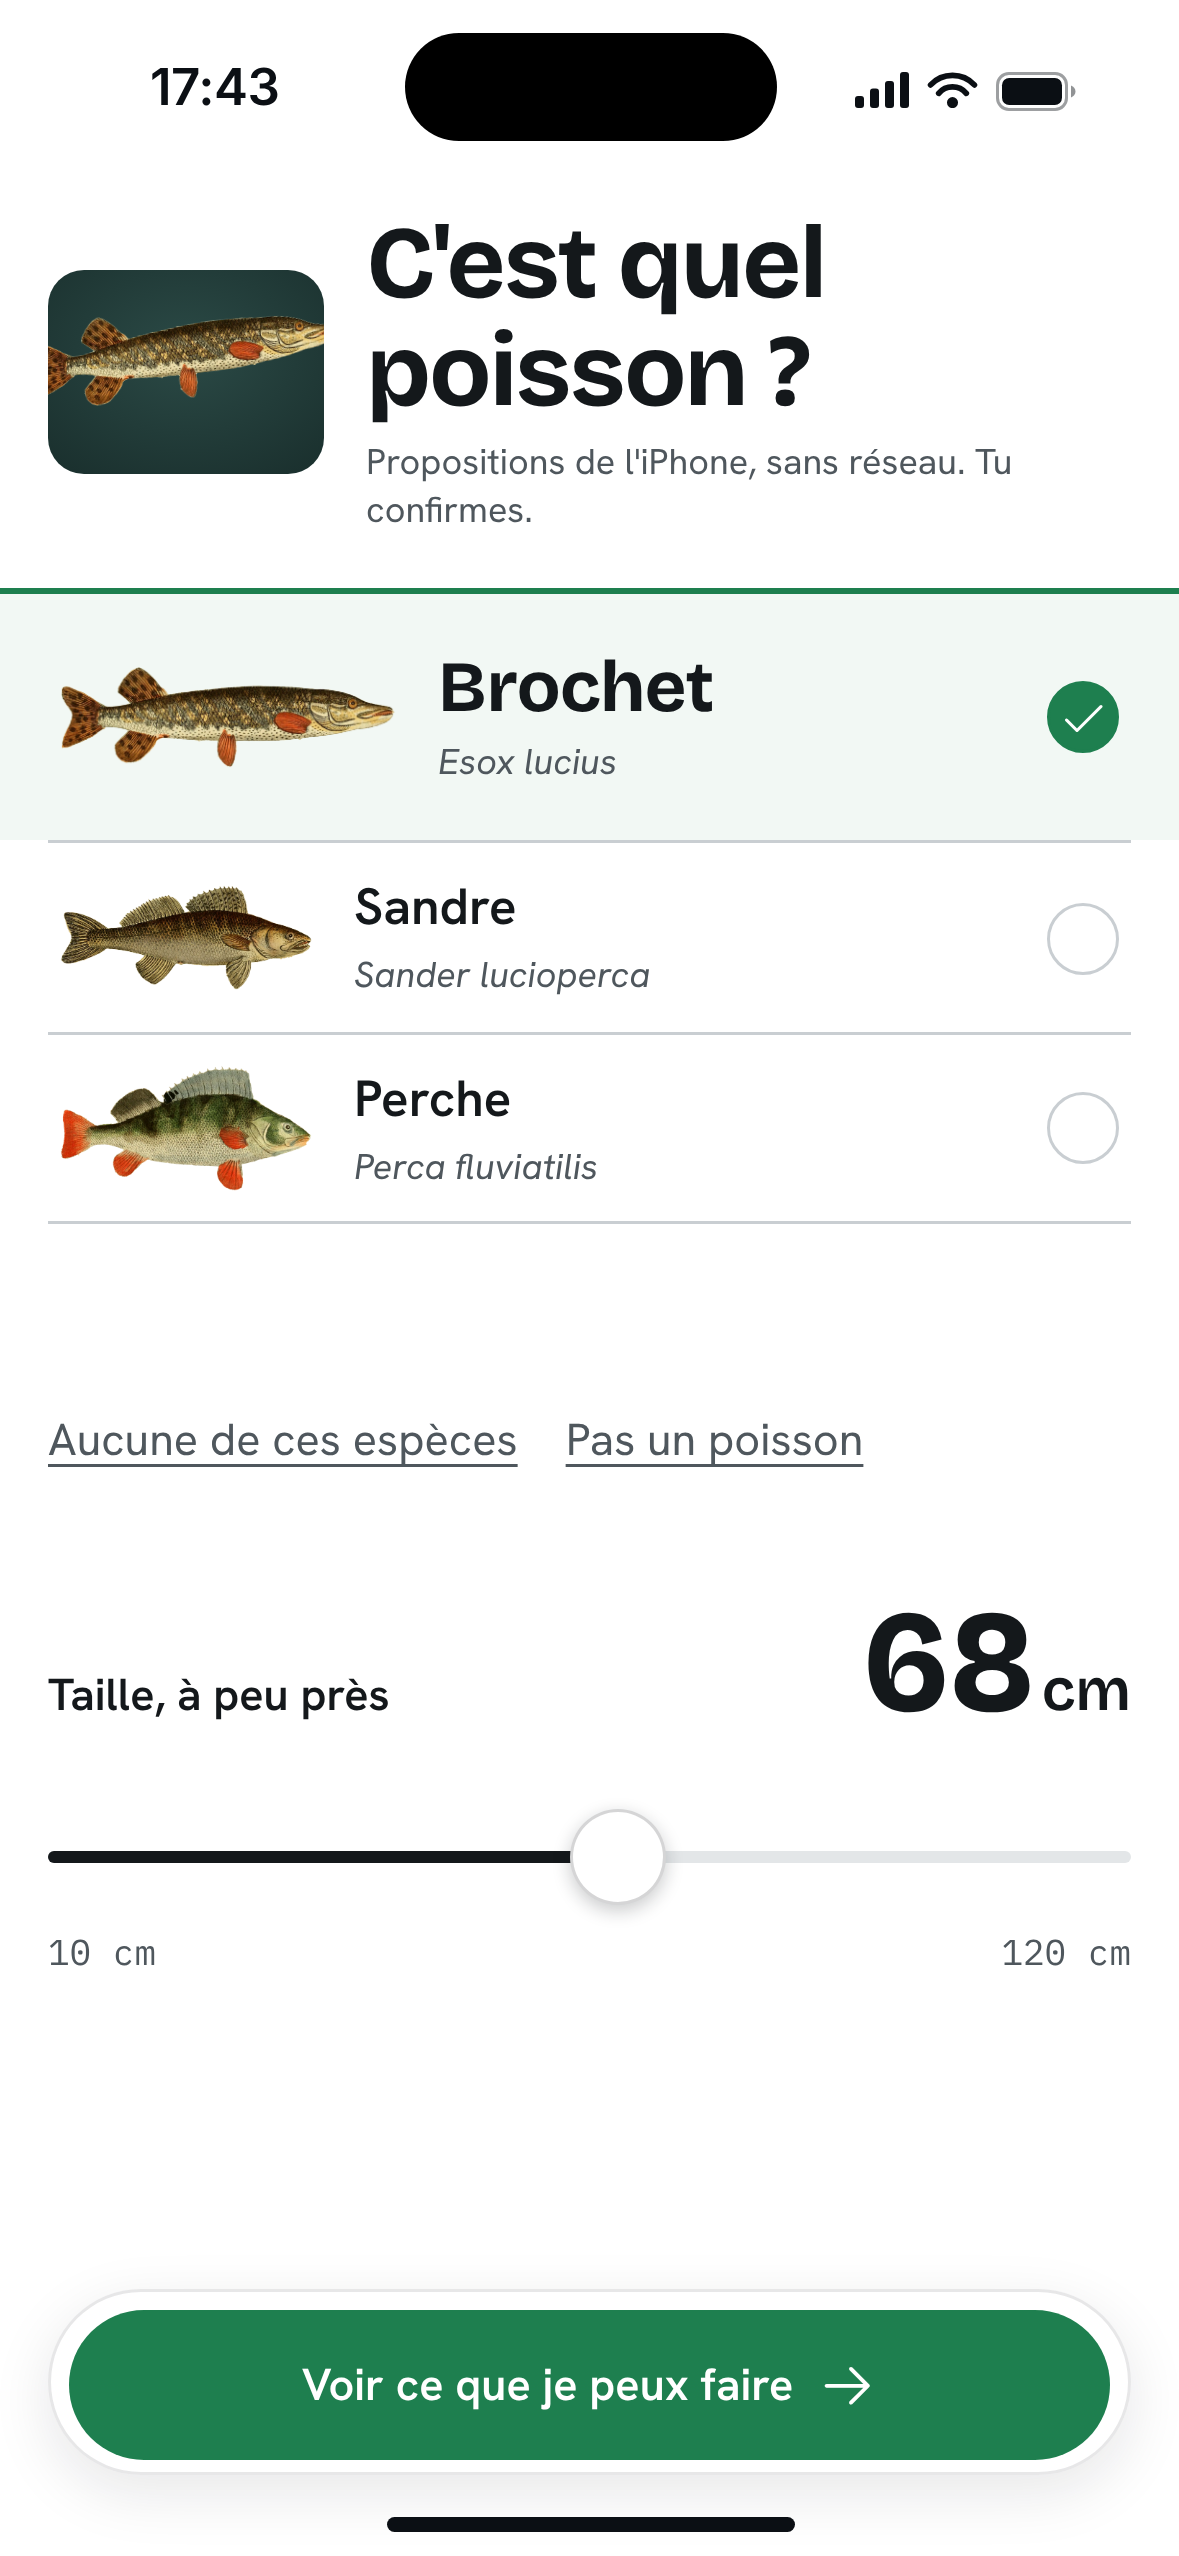 17:43
C'est quel
poisson ?
Propositions de l'iPhone, sans réseau. Tu
confirmes.
Brochet
Esox lucius
Sandre
Sander lucioperca
Perche
Perca fluviatilis
Aucune de ces espèces
Pas un poisson
Taille, à peu près
68 cm
10 cm
120 cm
Voir ce que je peux faire